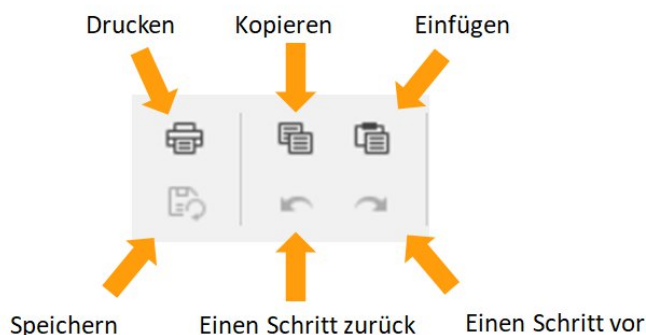 Drucken
Kopieren
Einfügen
Speichern
Einen Schritt zurück
Einen Schritt vor